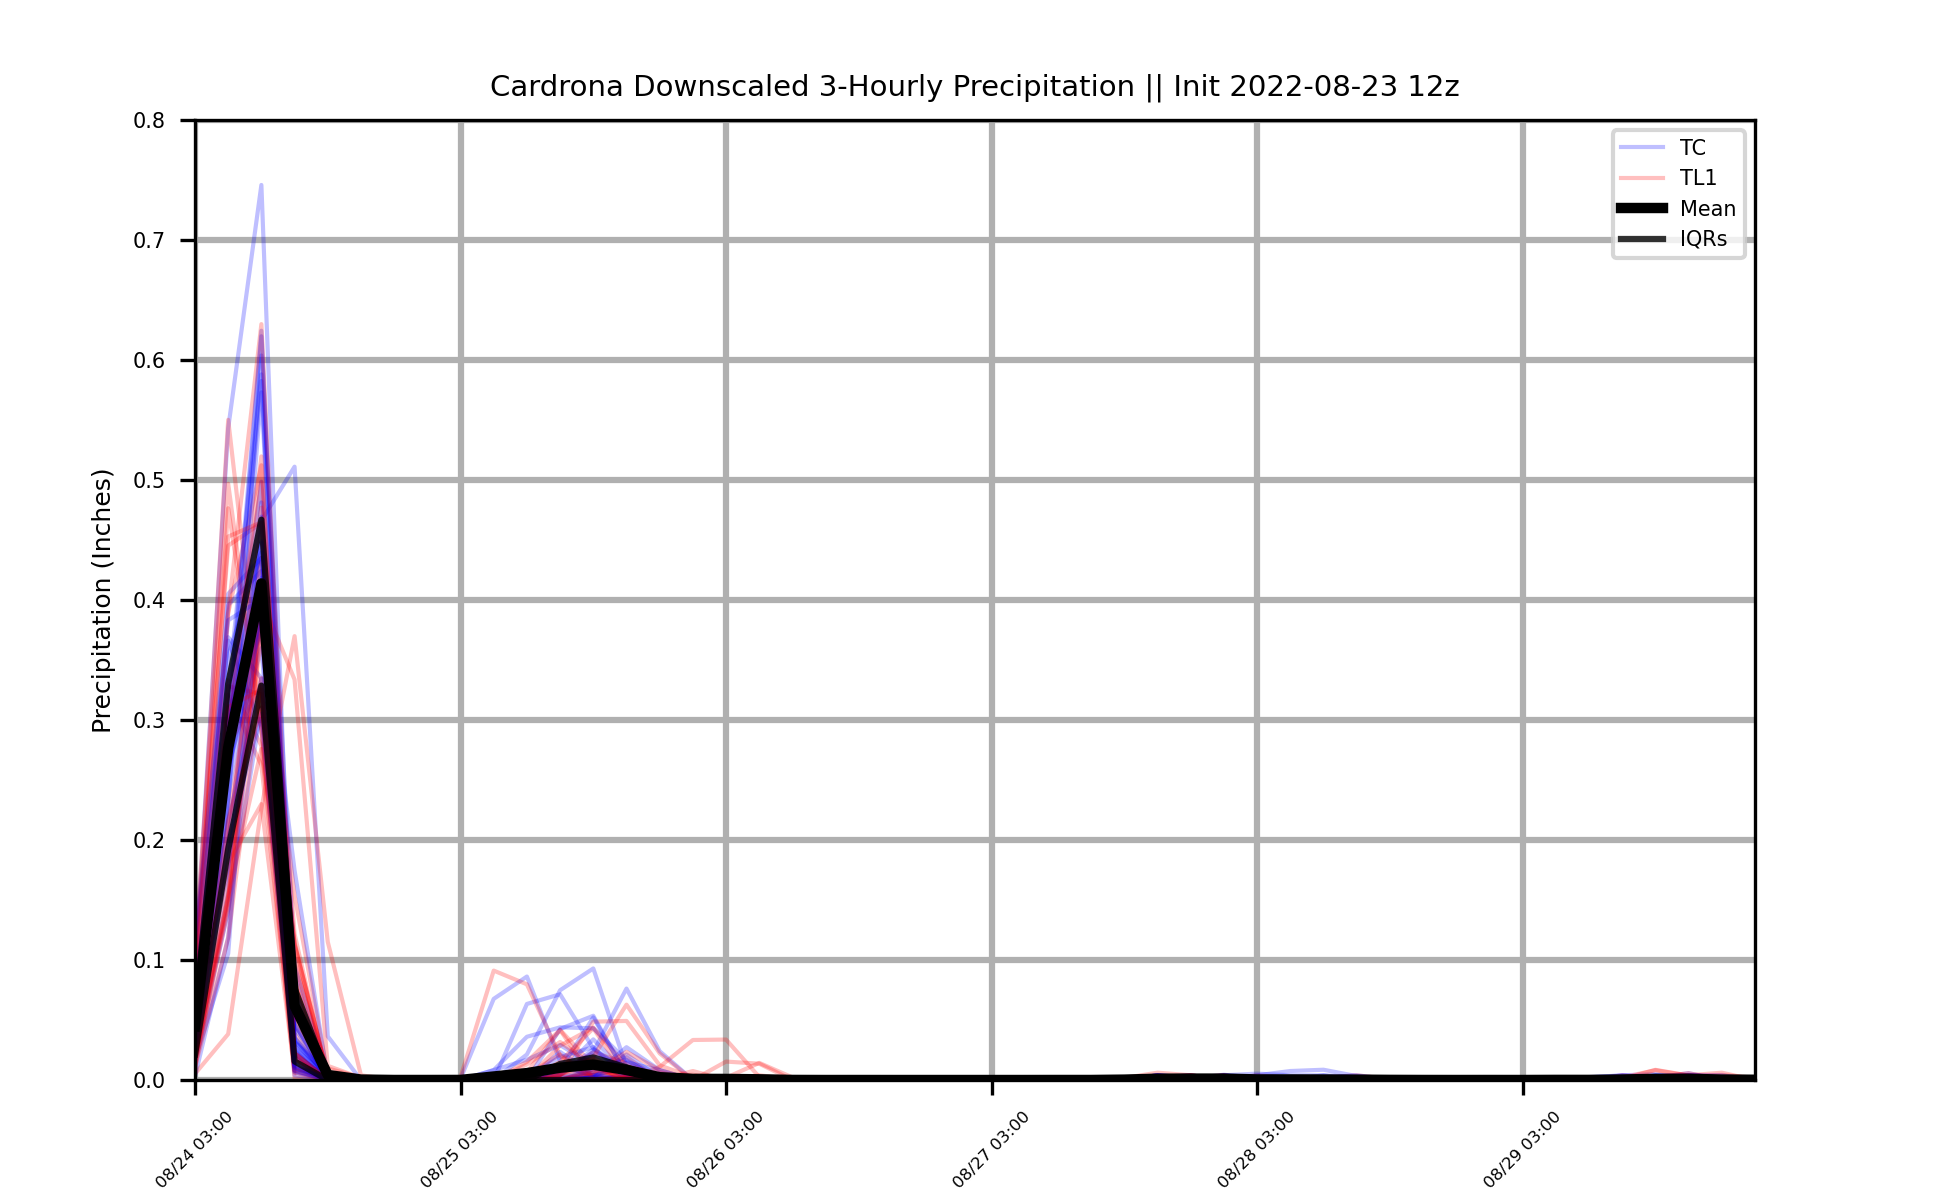 Cardrona Downscaled 3-Hourly Precipitation || Init 2022-08-23 12z
0.8
0.7
0.6
0.5
0.4
0.3
0.2
0.1
0.0
Precipitation (Inches)
TC
TL1
Mean
IQRs
08/24 03:00
08/25 03:00
08/26 03:00
08/27 03:00
08/28 03:00
08/29 03:00